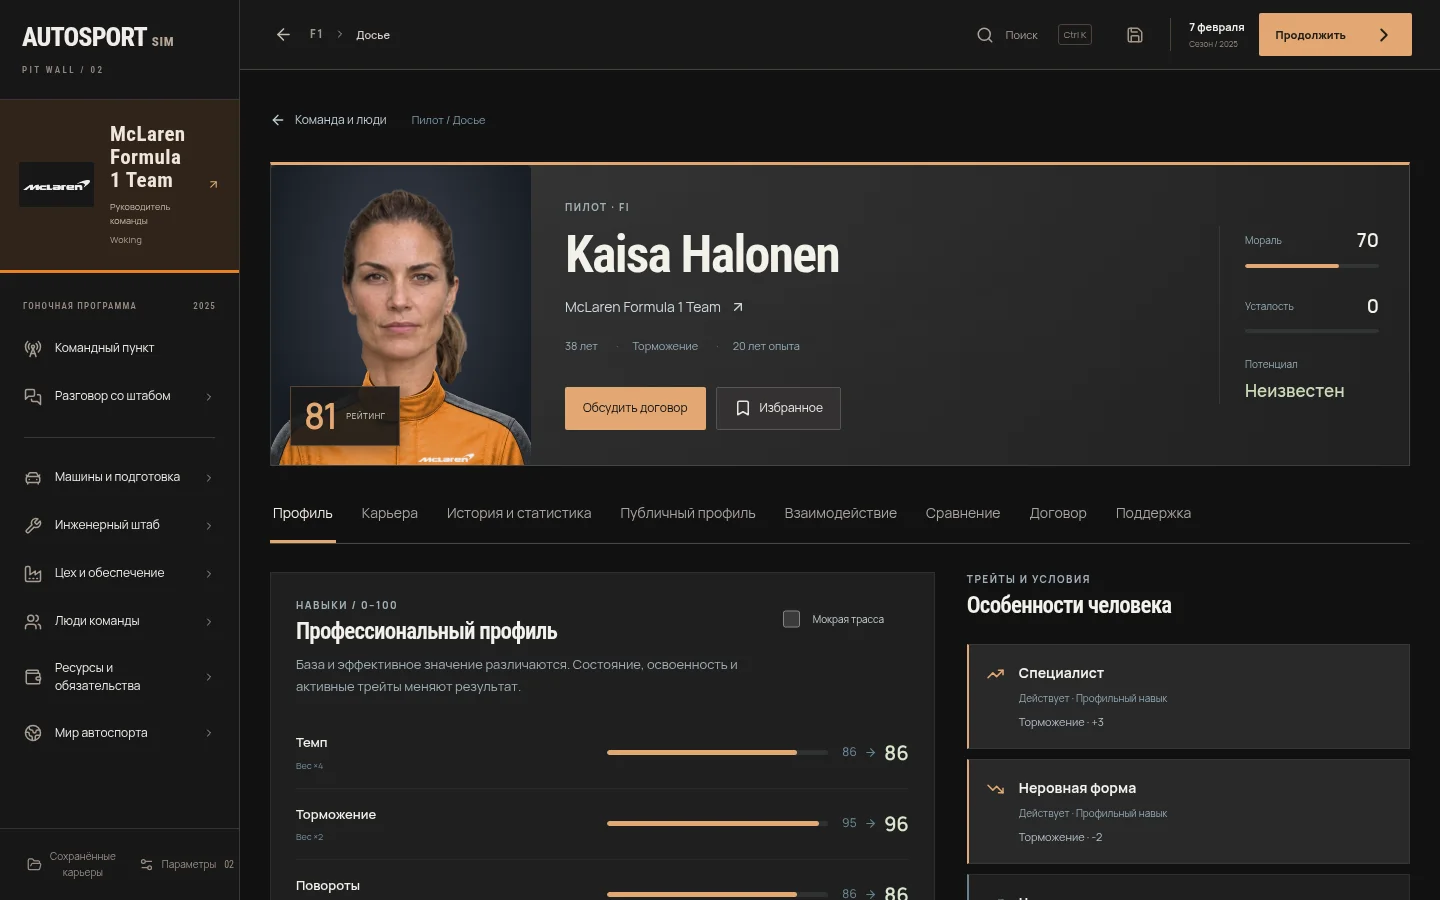 AUTOSPORT SIM
PIT WALL / 02
McLaren
McLaren
Formula
1 Team
Руководитель
команды
Woking
ГОНОЧНАЯ ПРОГРАММА 2025
Командный пункт
Разговор со штабом
Машины и подготовка
Инженерный штаб
Цех и обеспечение
Люди команды
Ресурсы и
обязательства
Мир автоспорта
Сохранённые
карьеры
Параметры 02
F1 Досье
Поиск Ctrl K
7 февраля
Сезон / 2025
Продолжить
Команда и люди Пилот / Досье
81 РЕЙТИНГ
McLaren
ПИЛОТ · F1
Kaisa Halonen
McLaren Formula 1 Team
38 лет · Торможение · 20 лет опыта
Обсудить договор Избранное
Мораль 70
Усталость 0
Потенциал
Неизвестен
Профиль Карьера История и статистика Публичный профиль Взаимодействие Сравнение Договор Поддержка
НАВЫКИ / 0–100
Профессиональный профиль
Мокрая трасса
База и эффективное значение различаются. Состояние, освоенность и
активные трейты меняют результат.
Темп
Вес ×4
86 → 86
Торможение
Вес ×2
95 → 96
Повороты
86 → 86
ТРЕЙТЫ И УСЛОВИЯ
Особенности человека
Специалист
Действует · Профильный навык
Торможение · +3
Неровная форма
Действует · Профильный навык
Торможение · -2